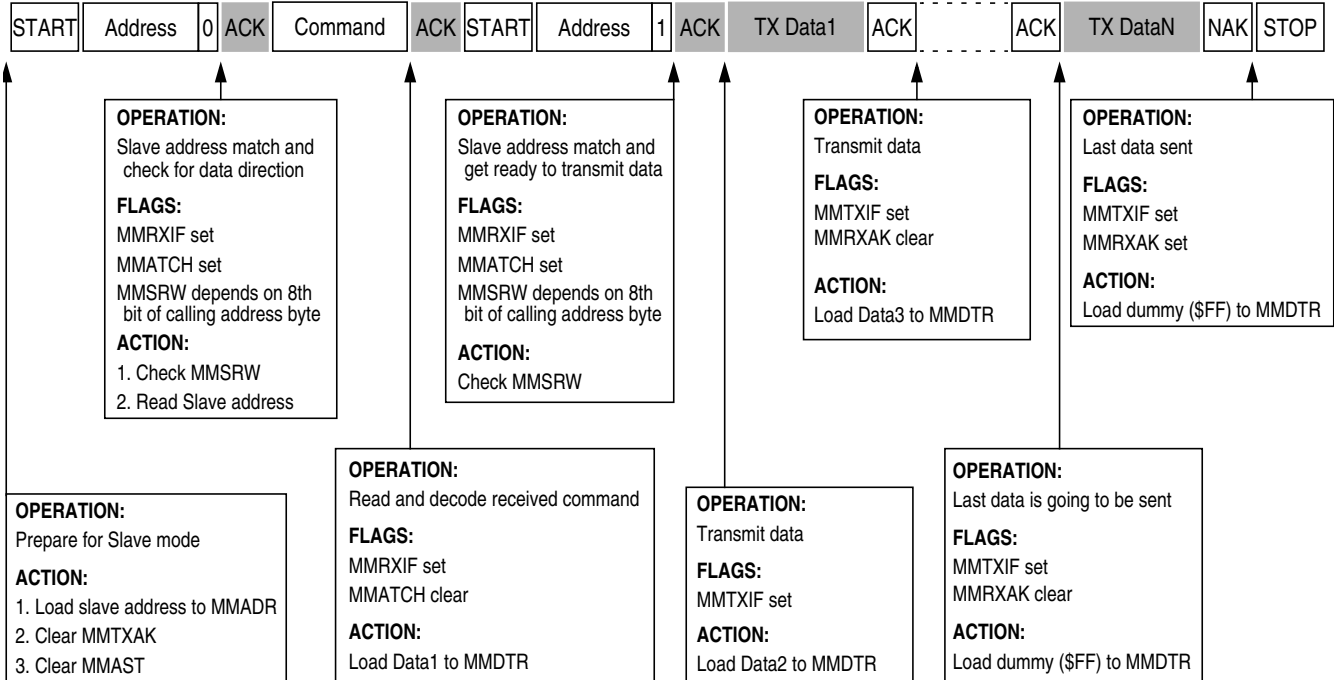 START Address 0 ACK Command ACK START Address 1 ACK TX Data1 ACK ACK TX DataN NAK STOP
OPERATION:
Slave address match and
check for data direction
FLAGS:
MMRXIF set
MMATCH set
MMSRW depends on 8th
bit of calling address byte
ACTION:
1. Check MMSRW
2. Read Slave address
OPERATION:
Slave address match and
get ready to transmit data
FLAGS:
MMRXIF set
MMATCH set
MMSRW depends on 8th
bit of calling address byte
ACTION:
Check MMSRW
OPERATION:
Transmit data
FLAGS:
MMTXIF set
MMRXAK clear
ACTION:
Load Data3 to MMDTR
OPERATION:
Last data sent
FLAGS:
MMTXIF set
MMRXAK set
ACTION:
Load dummy ($FF) to MMDTR
OPERATION:
Prepare for Slave mode
ACTION:
1. Load slave address to MMADR
2. Clear MMTXAK
3. Clear MMAST
OPERATION:
Read and decode received command
FLAGS:
MMRXIF set
MMATCH clear
ACTION:
Load Data1 to MMDTR
OPERATION:
Transmit data
FLAGS:
MMTXIF set
ACTION:
Load Data2 to MMDTR
OPERATION:
Last data is going to be sent
FLAGS:
MMTXIF set
MMRXAK clear
ACTION:
Load dummy ($FF) to MMDTR